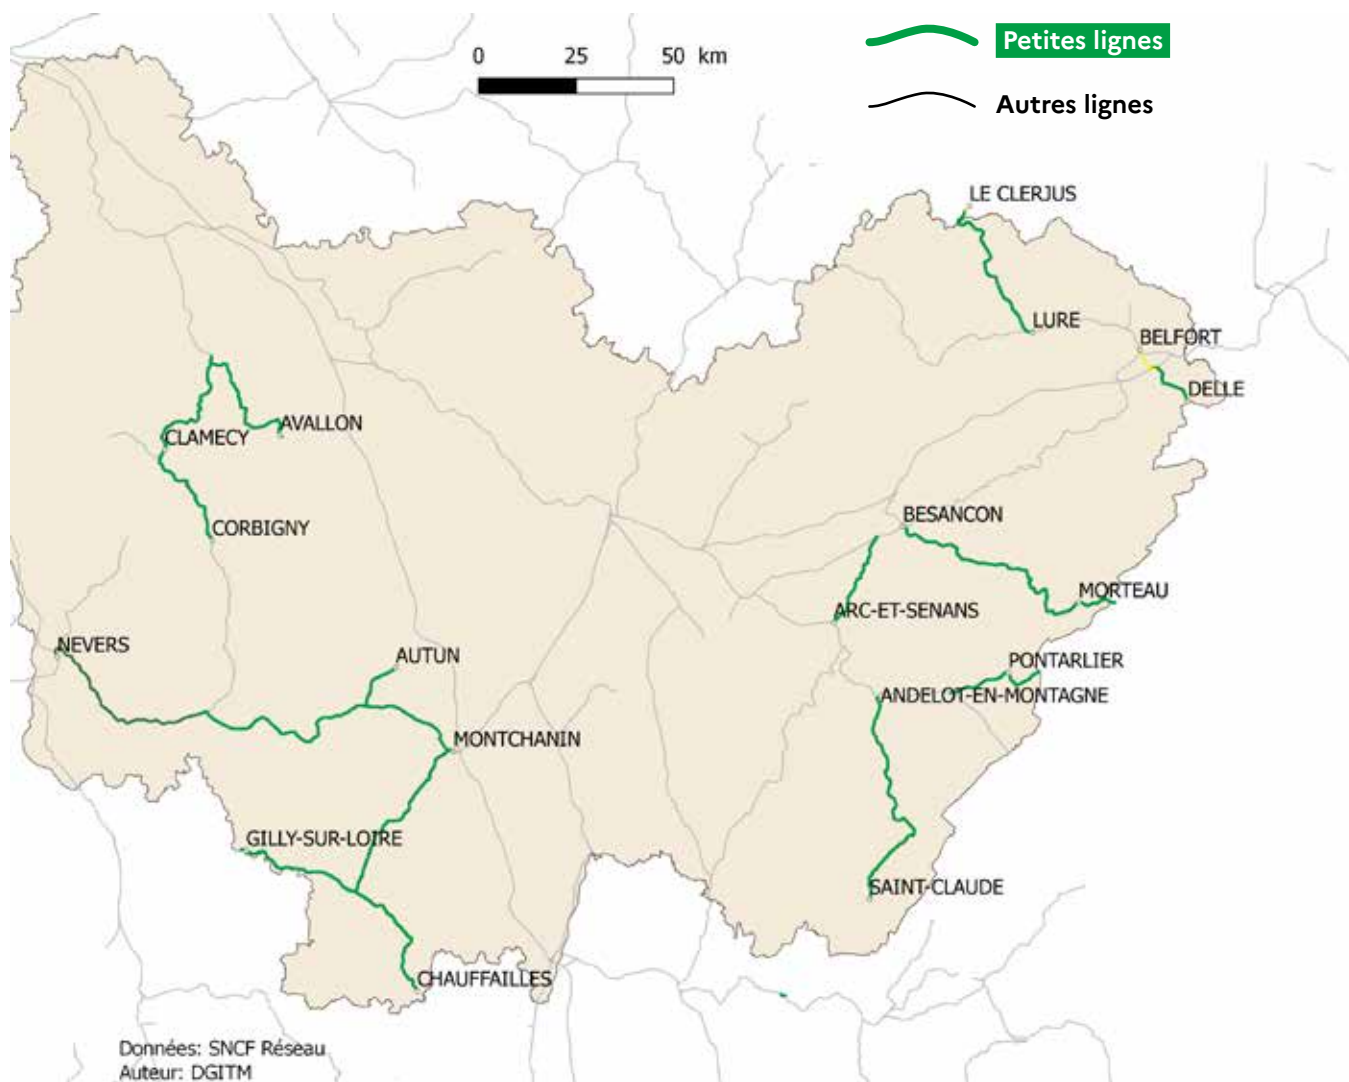 0 25 50 km
Petites lignes
Autres lignes
LE CLERJUS
LURE
BELFORT
DELLE
AVALLON
CLAMECY
CORBIGNY
BESANCON
MORTEAU
ARC-ET-SENANS
NEVERS
AUTUN
PONTARLIER
ANDELOT-EN-MONTAGNE
MONTCHANIN
GILLY-SUR-LOIRE
SAINT-CLAUDE
CHAUFFAILLES
Données: SNCF Réseau
Auteur: DGITM